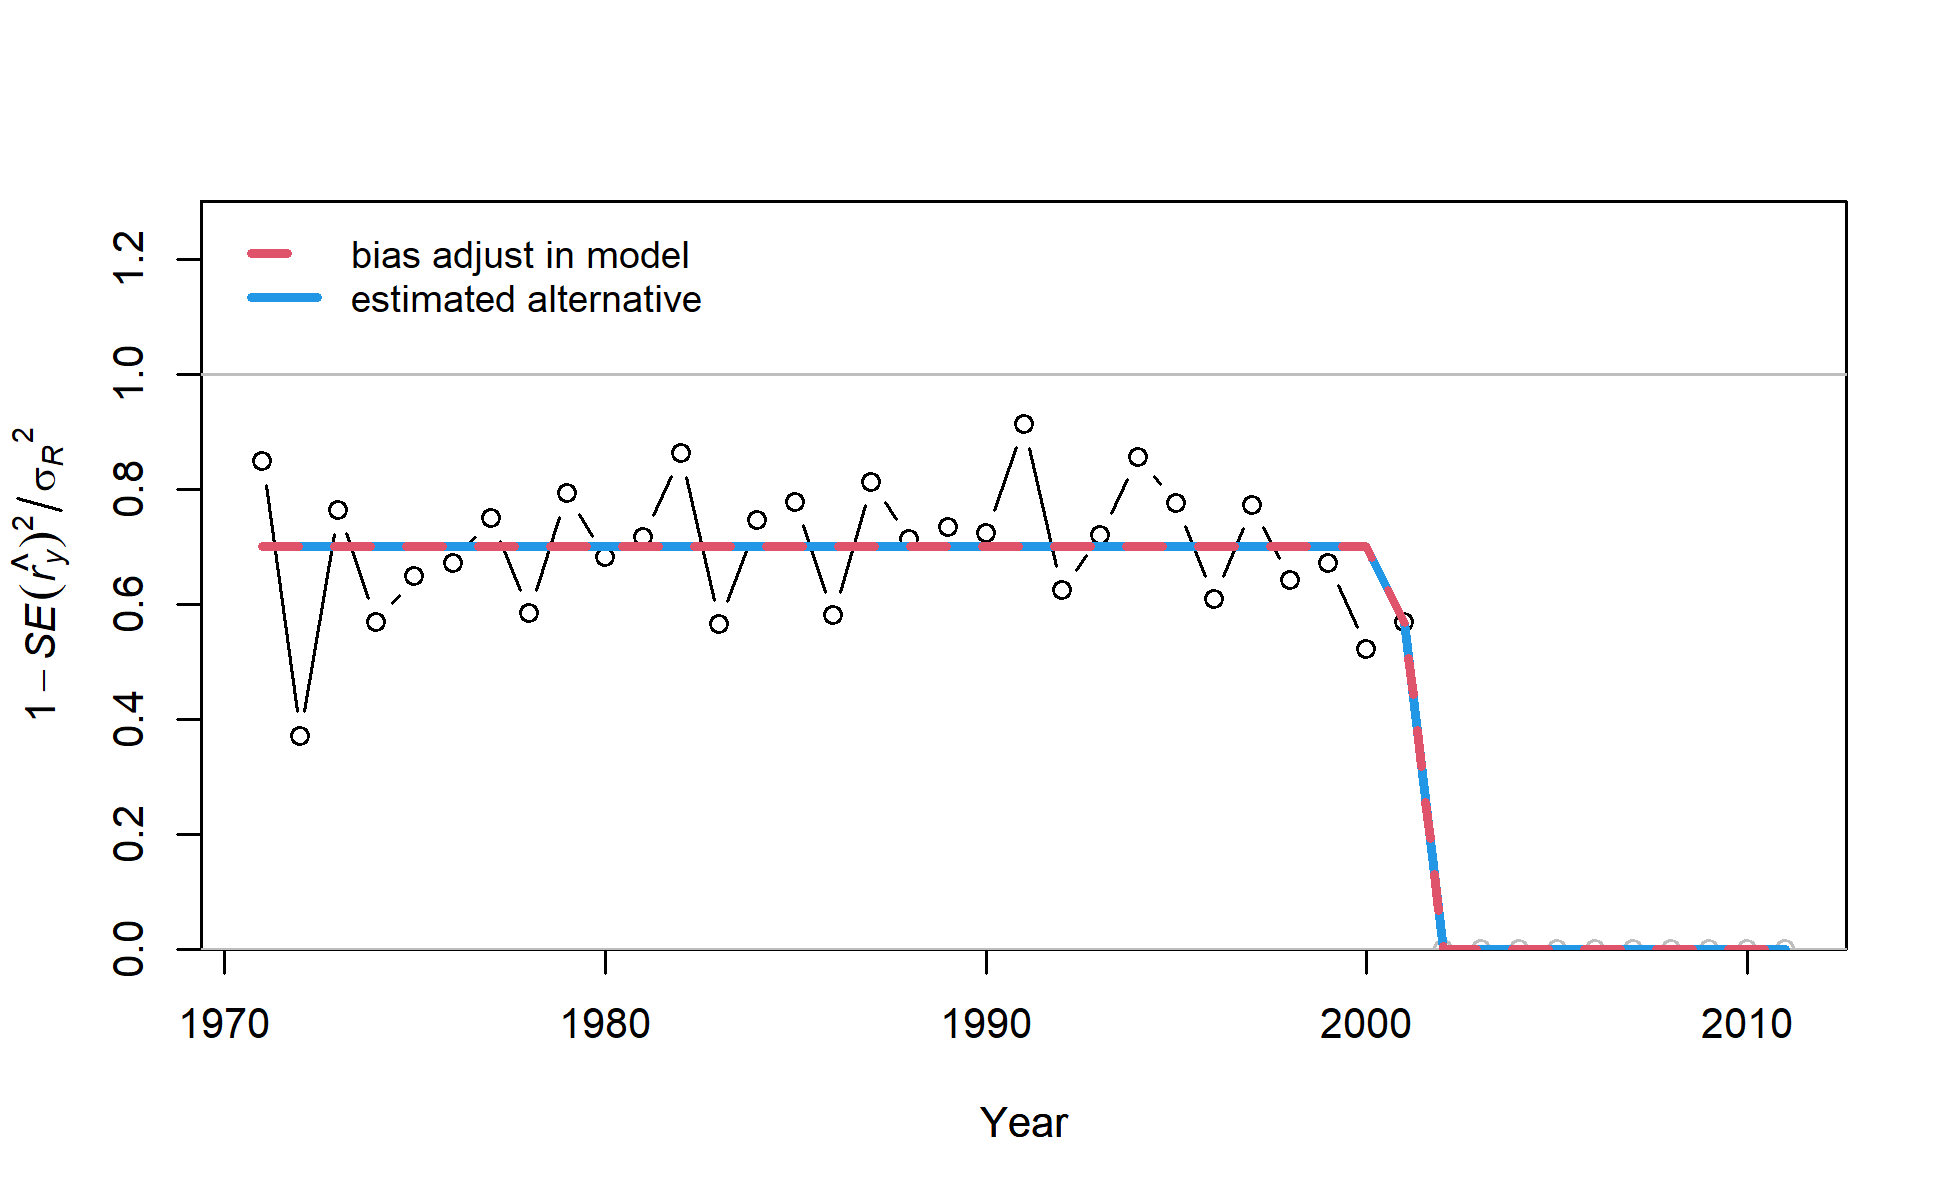 bias adjust in model
estimated alternative
1 − SE(r̂y)² / σR²
1.2
1.0
0.8
0.6
0.4
0.2
0.0
1970 1980 1990 2000 2010
Year